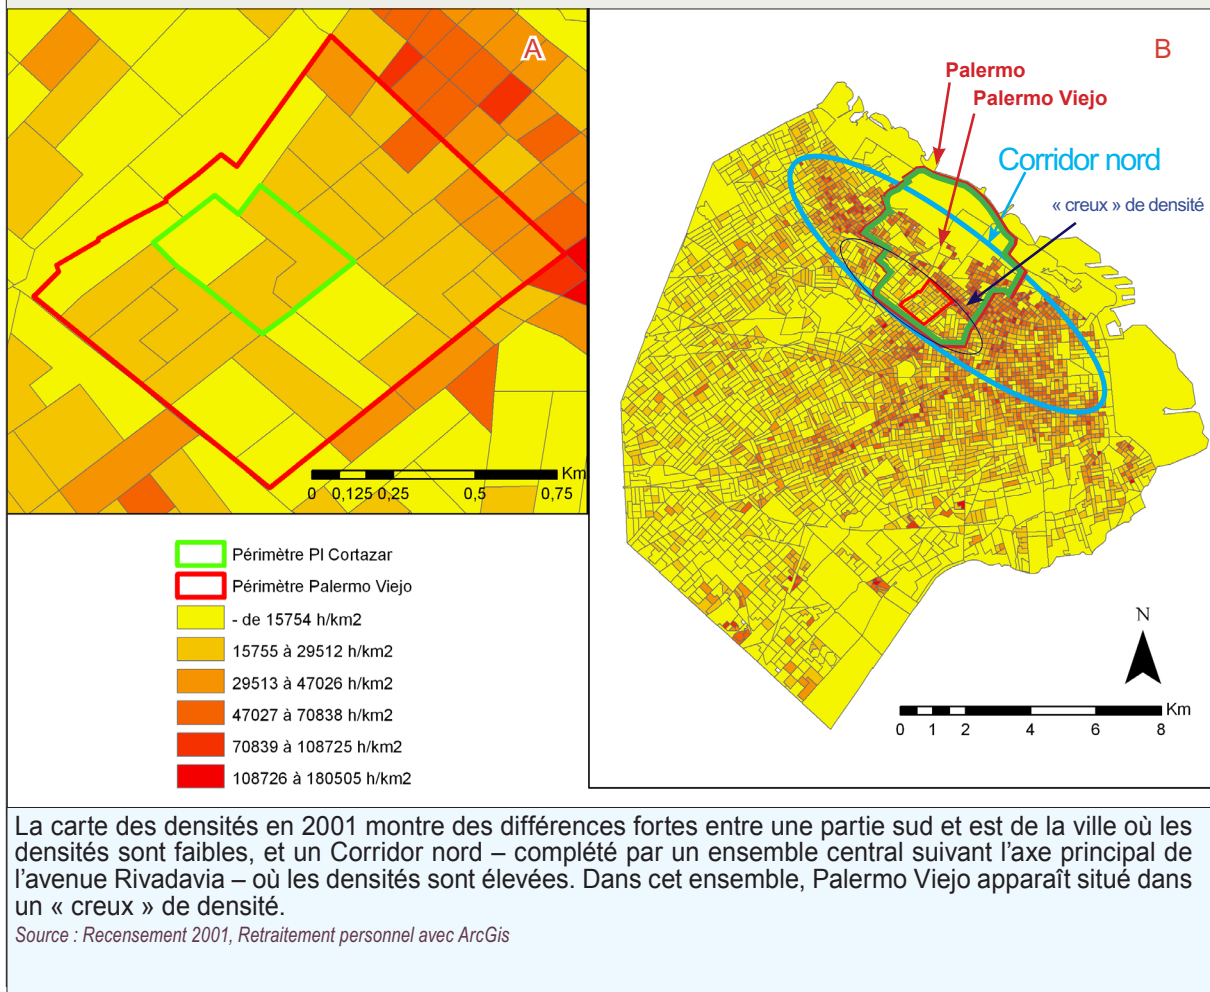 A
B
Palermo
Palermo Viejo
Corridor nord
« creux » de densité
Km
0 0,125 0,25 0,5 0,75
Périmètre Pl Cortazar
Périmètre Palermo Viejo
- de 15754 h/km2
15755 à 29512 h/km2
29513 à 47026 h/km2
47027 à 70838 h/km2
70839 à 108725 h/km2
108726 à 180505 h/km2
N
Km
0 1 2 4 6 8
La carte des densités en 2001 montre des différences fortes entre une partie sud et est de la ville où les
densités sont faibles, et un Corridor nord – complété par un ensemble central suivant l’axe principal de
l’avenue Rivadavia – où les densités sont élevées. Dans cet ensemble, Palermo Viejo apparaît situé dans
un « creux » de densité.
Source : Recensement 2001, Retraitement personnel avec ArcGis